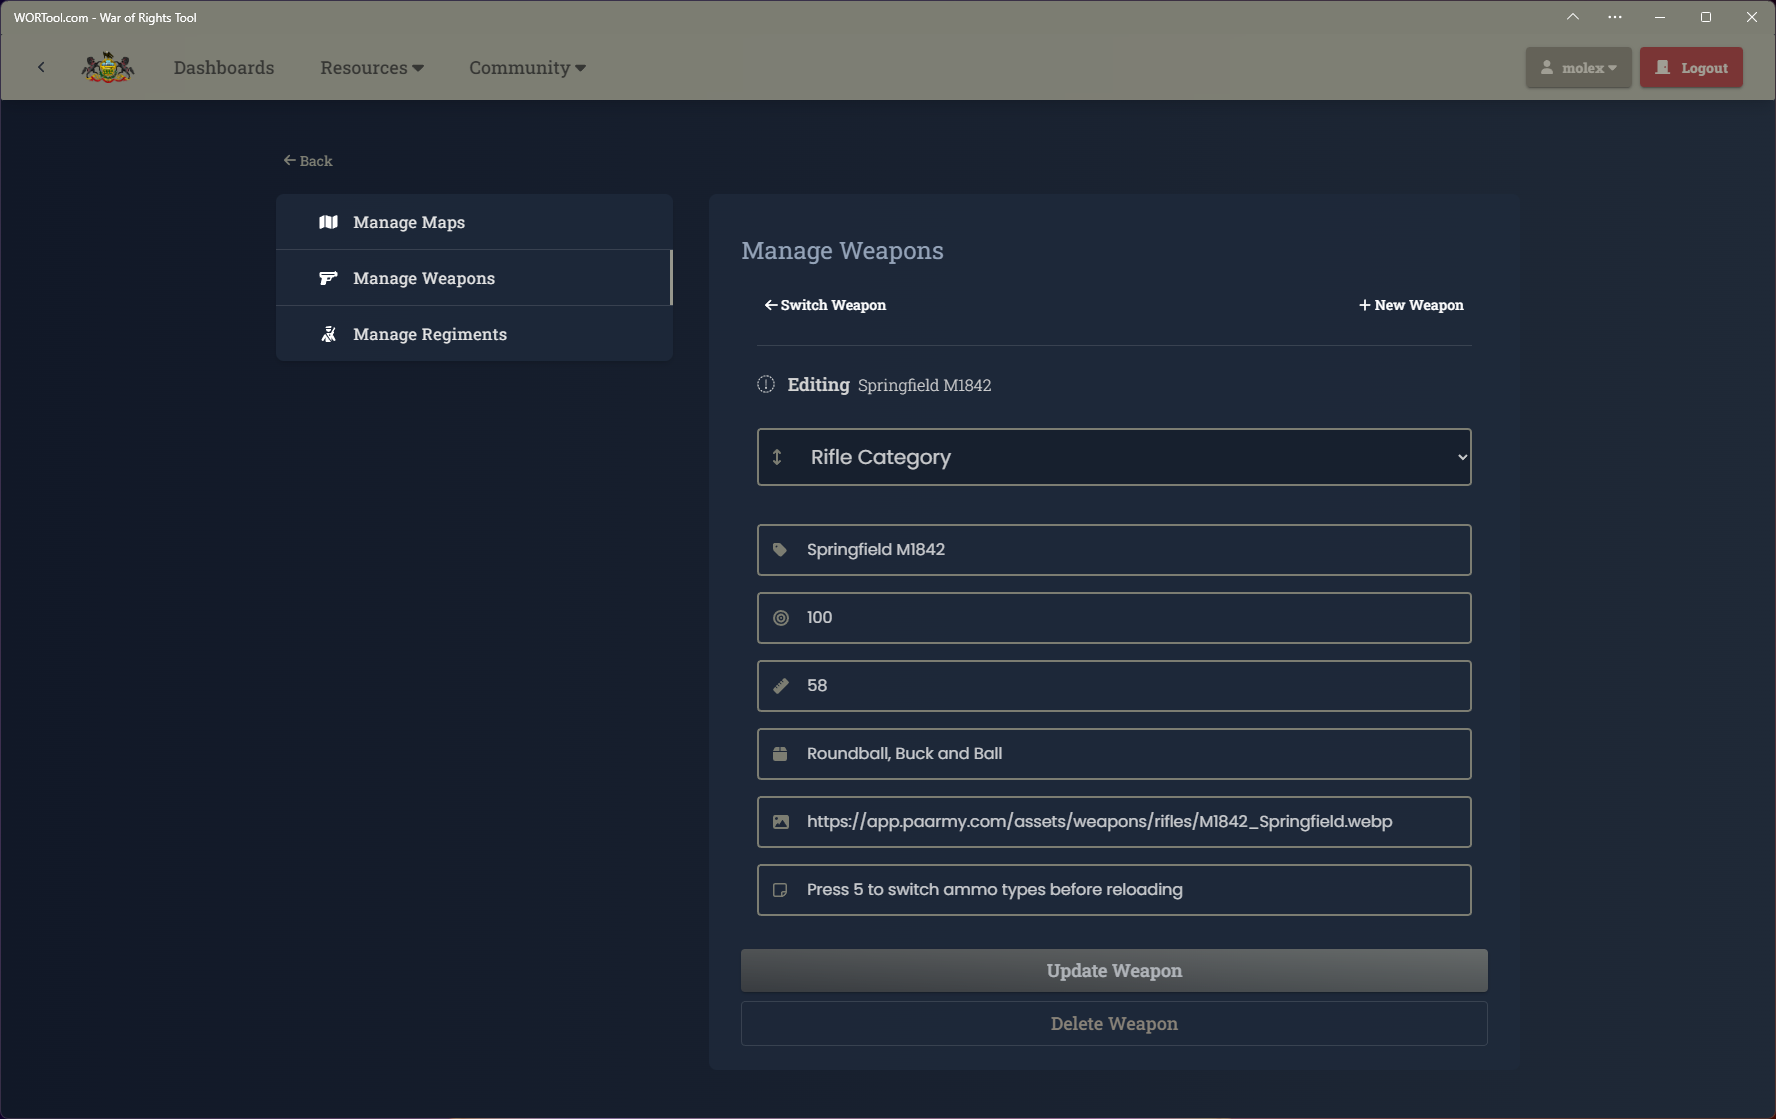 WORTool.com - War of Rights Tool
Dashboards
Resources
Community
molex
Logout
Back
Manage Maps
Manage Weapons
Manage Regiments
Manage Weapons
Switch Weapon
New Weapon
Editing Springfield M1842
Rifle Category
Springfield M1842
100
58
Roundball, Buck and Ball
https://app.paarmy.com/assets/weapons/rifles/M1842_Springfield.webp
Press 5 to switch ammo types before reloading
Update Weapon
Delete Weapon